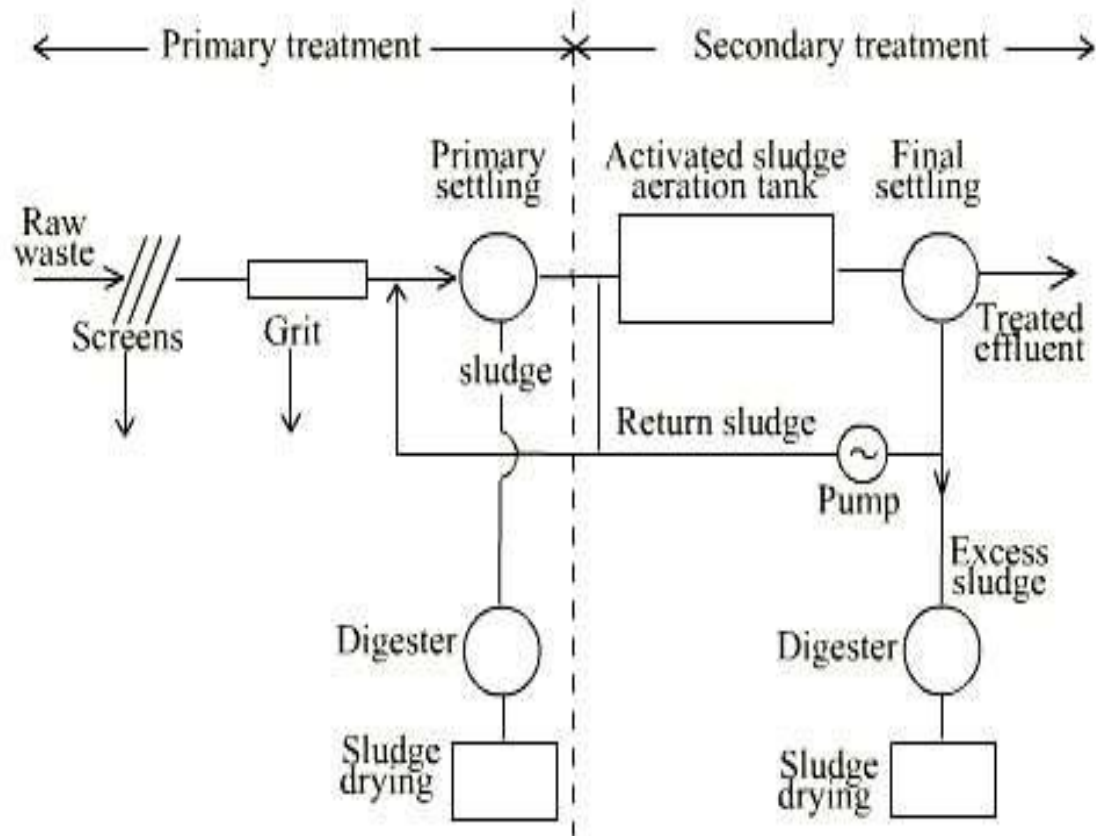 Primary treatment
Secondary treatment
Primary
settling
Activated sludge
aeration tank
Final
settling
Raw
waste
Screens
Grit
sludge
Treated
effluent
Return sludge
Pump
Excess
sludge
Digester
Digester
Sludge
drying
Sludge
drying